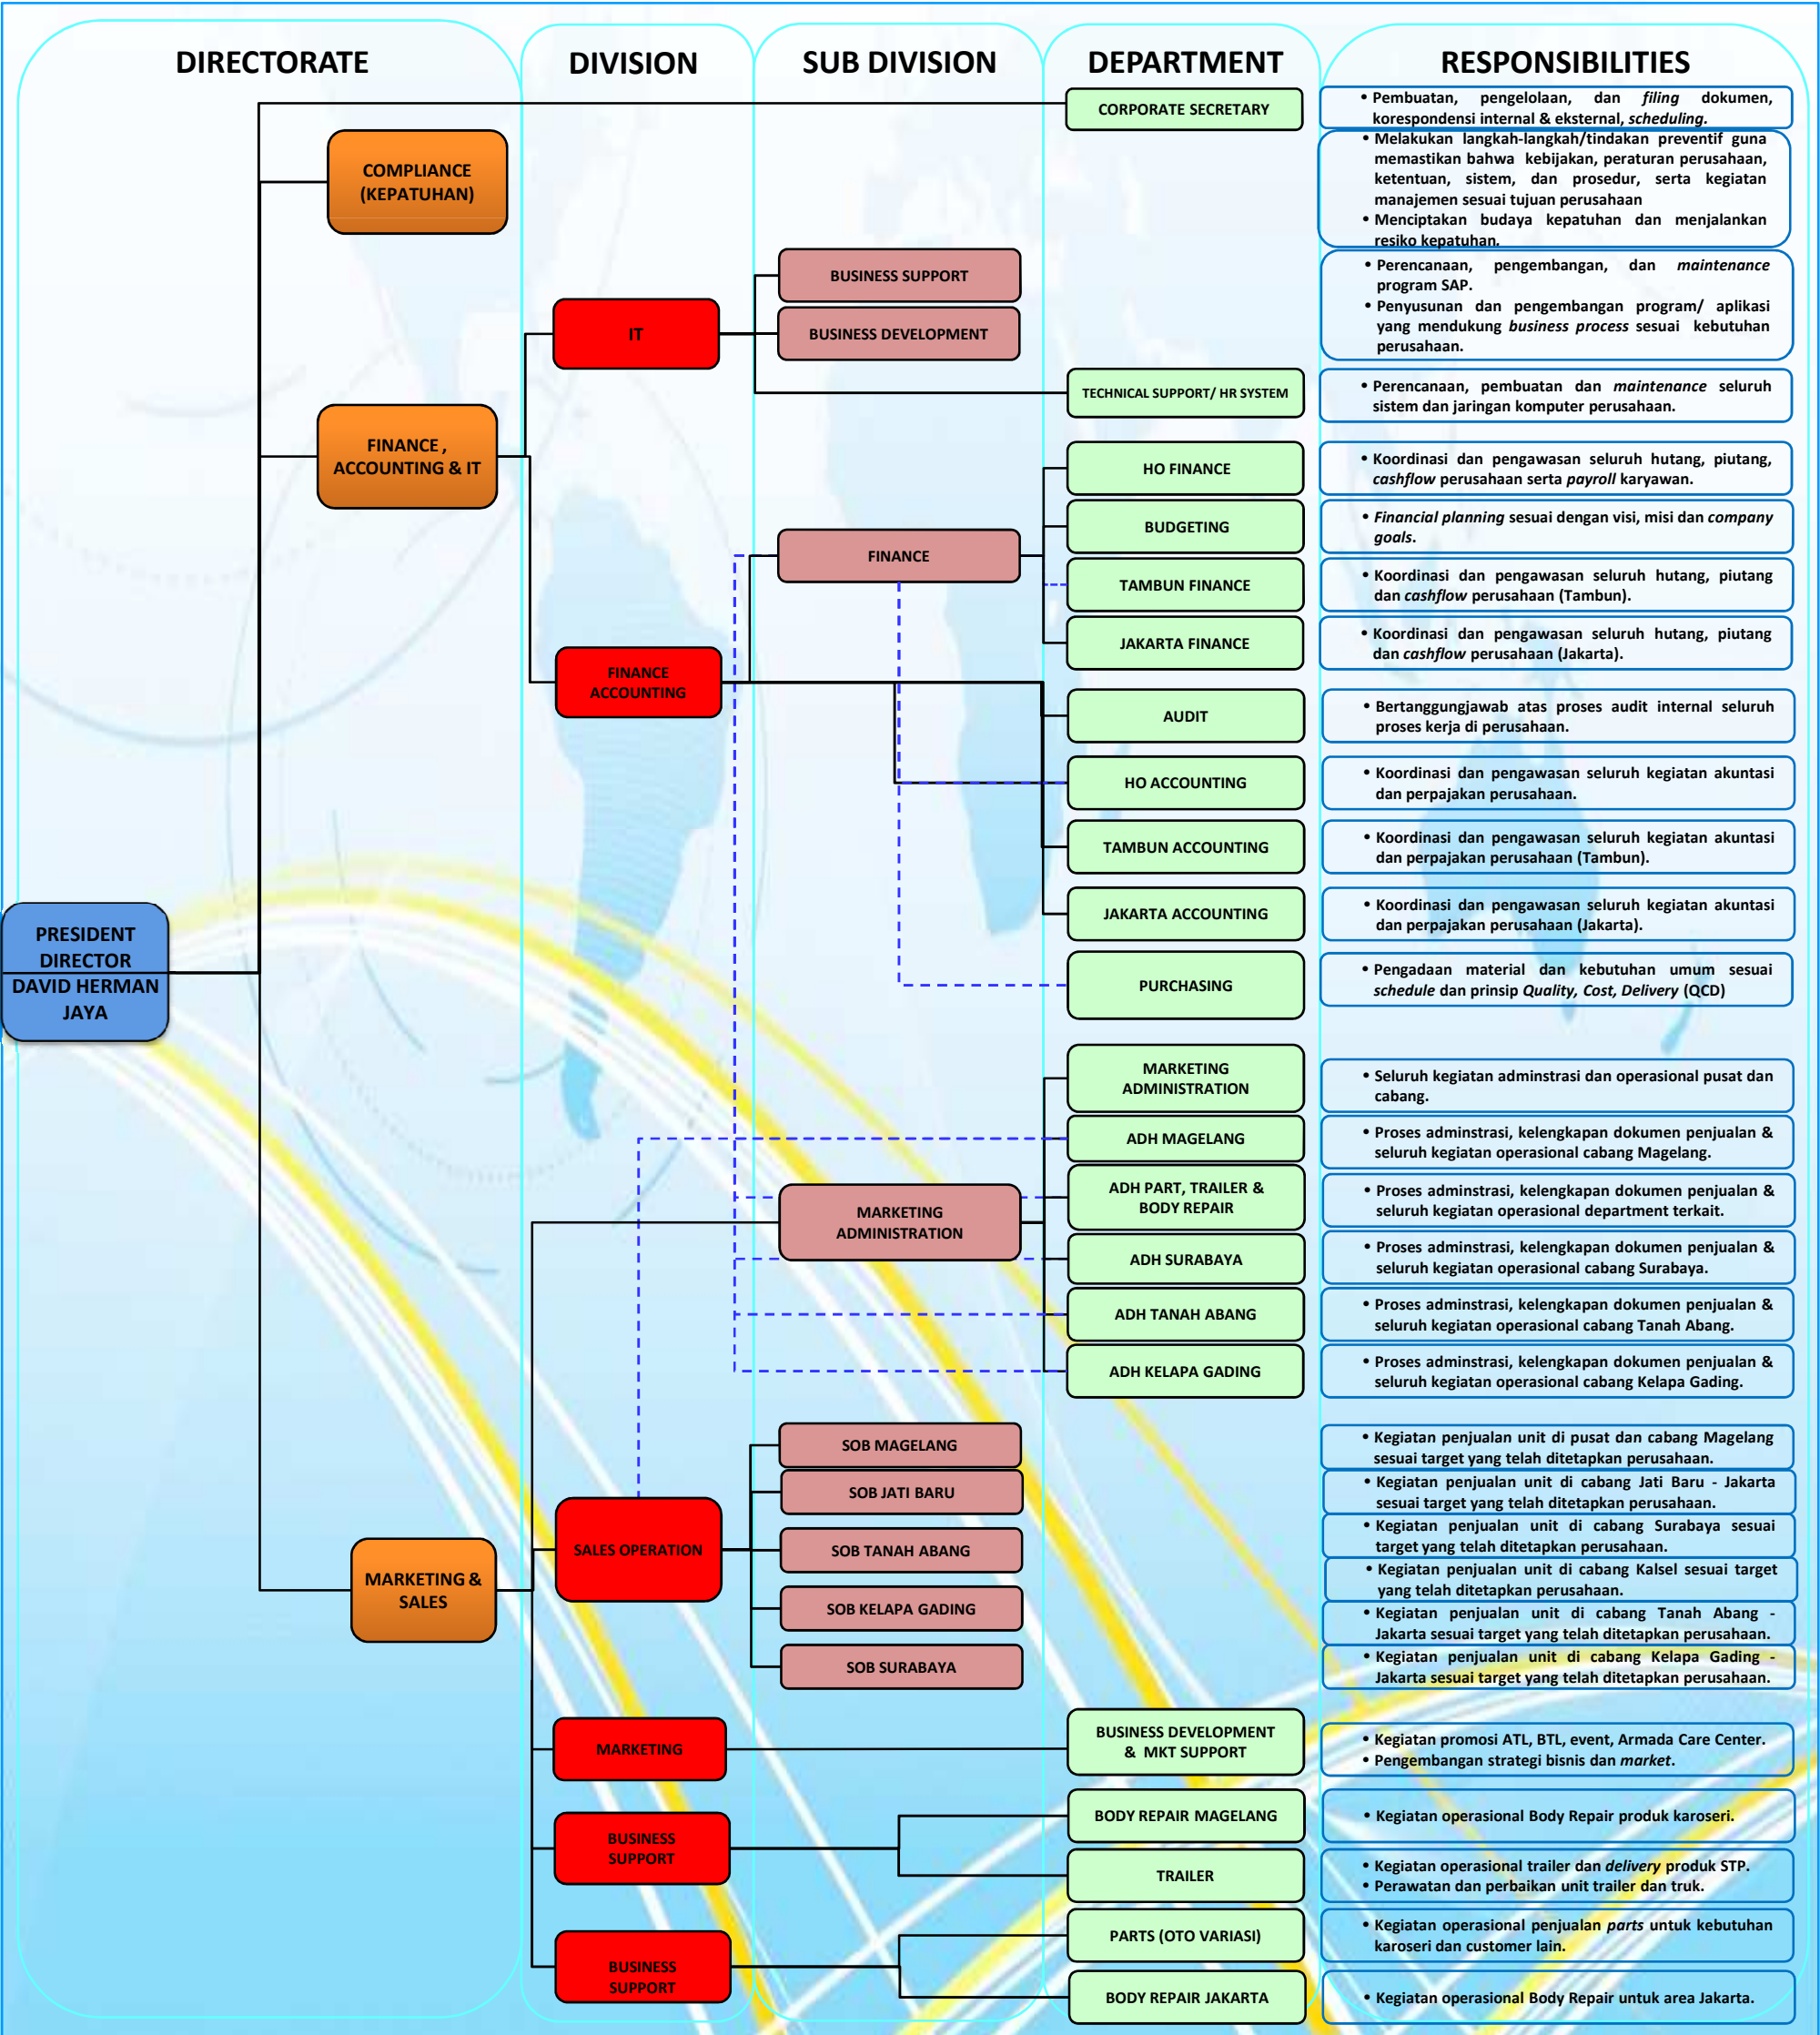 DIRECTORATE
DIVISION
SUB DIVISION
DEPARTMENT
RESPONSIBILITIES
CORPORATE SECRETARY
• Pembuatan, pengelolaan, dan filing dokumen,
korespondensi internal & eksternal, scheduling.
COMPLIANCE
(KEPATUHAN)
• Melakukan langkah-langkah/tindakan preventif guna
memastikan bahwa kebijakan, peraturan perusahaan,
ketentuan, sistem, dan prosedur, serta kegiatan
manajemen sesuai tujuan perusahaan
• Menciptakan budaya kepatuhan dan menjalankan
resiko kepatuhan.
BUSINESS SUPPORT
IT
BUSINESS DEVELOPMENT
• Perencanaan, pengembangan, dan maintenance
program SAP.
• Penyusunan dan pengembangan program/ aplikasi
yang mendukung business process sesuai kebutuhan
perusahaan.
TECHNICAL SUPPORT/ HR SYSTEM
• Perencanaan, pembuatan dan maintenance seluruh
sistem dan jaringan komputer perusahaan.
FINANCE ,
ACCOUNTING & IT
HO FINANCE
• Koordinasi dan pengawasan seluruh hutang, piutang,
cashflow perusahaan serta payroll karyawan.
BUDGETING
• Financial planning sesuai dengan visi, misi dan company
goals.
FINANCE
TAMBUN FINANCE
• Koordinasi dan pengawasan seluruh hutang, piutang
dan cashflow perusahaan (Tambun).
JAKARTA FINANCE
• Koordinasi dan pengawasan seluruh hutang, piutang
dan cashflow perusahaan (Jakarta).
FINANCE
ACCOUNTING
AUDIT
• Bertanggungjawab atas proses audit internal seluruh
proses kerja di perusahaan.
HO ACCOUNTING
• Koordinasi dan pengawasan seluruh kegiatan akuntasi
dan perpajakan perusahaan.
TAMBUN ACCOUNTING
• Koordinasi dan pengawasan seluruh kegiatan akuntasi
dan perpajakan perusahaan (Tambun).
JAKARTA ACCOUNTING
• Koordinasi dan pengawasan seluruh kegiatan akuntasi
dan perpajakan perusahaan (Jakarta).
PRESIDENT
DIRECTOR
DAVID HERMAN
JAYA
PURCHASING
• Pengadaan material dan kebutuhan umum sesuai
schedule dan prinsip Quality, Cost, Delivery (QCD)
MARKETING
ADMINISTRATION
• Seluruh kegiatan adminstrasi dan operasional pusat dan
cabang.
ADH MAGELANG
• Proses adminstrasi, kelengkapan dokumen penjualan &
seluruh kegiatan operasional cabang Magelang.
MARKETING
ADMINISTRATION
ADH PART, TRAILER &
BODY REPAIR
• Proses adminstrasi, kelengkapan dokumen penjualan &
seluruh kegiatan operasional department terkait.
ADH SURABAYA
• Proses adminstrasi, kelengkapan dokumen penjualan &
seluruh kegiatan operasional cabang Surabaya.
ADH TANAH ABANG
• Proses adminstrasi, kelengkapan dokumen penjualan &
seluruh kegiatan operasional cabang Tanah Abang.
ADH KELAPA GADING
• Proses adminstrasi, kelengkapan dokumen penjualan &
seluruh kegiatan operasional cabang Kelapa Gading.
SOB MAGELANG
• Kegiatan penjualan unit di pusat dan cabang Magelang
sesuai target yang telah ditetapkan perusahaan.
SOB JATI BARU
• Kegiatan penjualan unit di cabang Jati Baru - Jakarta
sesuai target yang telah ditetapkan perusahaan.
SALES OPERATION
SOB TANAH ABANG
• Kegiatan penjualan unit di cabang Surabaya sesuai
target yang telah ditetapkan perusahaan.
• Kegiatan penjualan unit di cabang Kalsel sesuai target
yang telah ditetapkan perusahaan.
MARKETING &
SALES
SOB KELAPA GADING
• Kegiatan penjualan unit di cabang Tanah Abang -
Jakarta sesuai target yang telah ditetapkan perusahaan.
SOB SURABAYA
• Kegiatan penjualan unit di cabang Kelapa Gading -
Jakarta sesuai target yang telah ditetapkan perusahaan.
MARKETING
BUSINESS DEVELOPMENT
& MKT SUPPORT
• Kegiatan promosi ATL, BTL, event, Armada Care Center.
• Pengembangan strategi bisnis dan market.
BUSINESS
SUPPORT
BODY REPAIR MAGELANG
• Kegiatan operasional Body Repair produk karoseri.
TRAILER
• Kegiatan operasional trailer dan delivery produk STP.
• Perawatan dan perbaikan unit trailer dan truk.
BUSINESS
SUPPORT
PARTS (OTO VARIASI)
• Kegiatan operasional penjualan parts untuk kebutuhan
karoseri dan customer lain.
BODY REPAIR JAKARTA
• Kegiatan operasional Body Repair untuk area Jakarta.